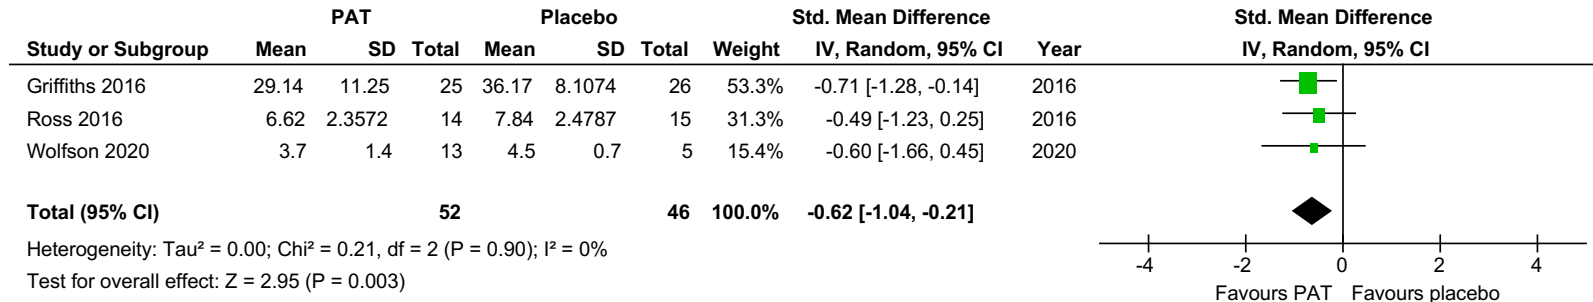 PAT Placebo Std. Mean Difference Std. Mean Difference
Study or Subgroup Mean SD Total Mean SD Total Weight IV, Random, 95% CI Year IV, Random, 95% CI
Griffiths 2016 29.14 11.25 25 36.17 8.1074 26 53.3% -0.71 [-1.28, -0.14] 2016
Ross 2016 6.62 2.3572 14 7.84 2.4787 15 31.3% -0.49 [-1.23, 0.25] 2016
Wolfson 2020 3.7 1.4 13 4.5 0.7 5 15.4% -0.60 [-1.66, 0.45] 2020
Total (95% CI) 52 46 100.0% -0.62 [-1.04, -0.21]
Heterogeneity: Tau² = 0.00; Chi² = 0.21, df = 2 (P = 0.90); I² = 0%
Test for overall effect: Z = 2.95 (P = 0.003)
-4 -2 0 2 4
Favours PAT Favours placebo